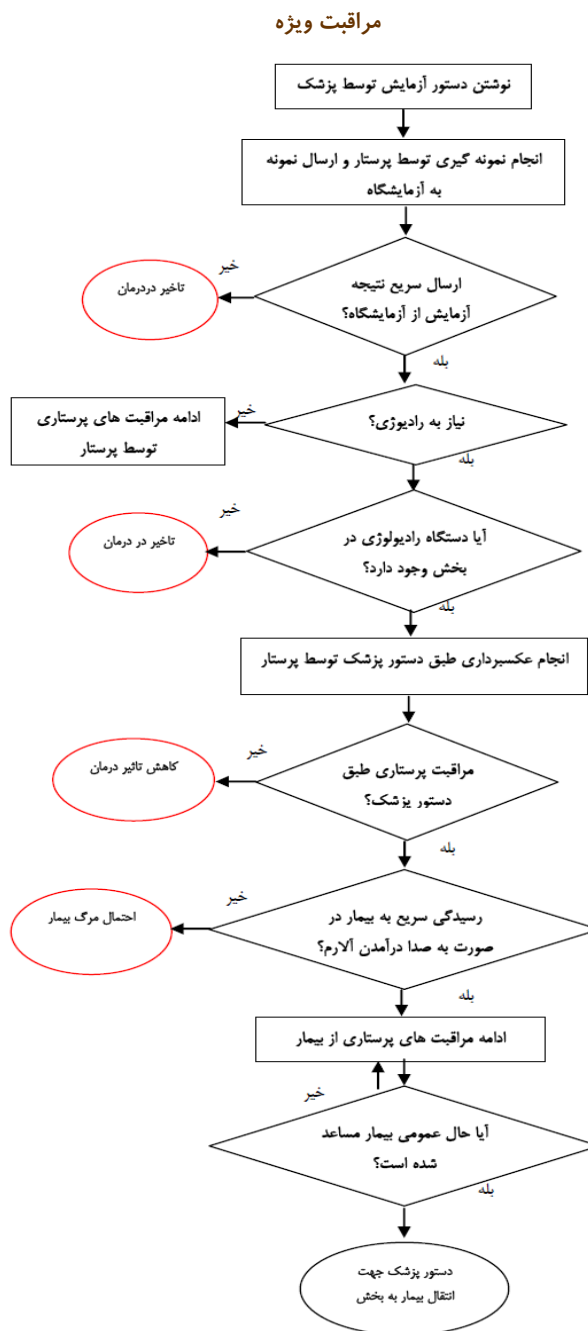 مراقبت ویژه
نوشتن دستور آزمایش توسط پزشک
انجام نمونه گیری توسط پرستار و ارسال نمونه
به آزمایشگاه
ارسال سریع نتیجه
آزمایش از آزمایشگاه؟
خیر
تاخیر دردرمان
بله
نیاز به رادیوژی؟
خیر
ادامه مراقبت های پرستاری
توسط پرستار
بله
آیا دستگاه رادیولوژی در
بخش وجود دارد؟
خیر
تاخیر در درمان
بله
انجام عکسبرداری طبق دستور پزشک توسط پرستار
مراقبت پرستاری طبق
دستور پزشک؟
خیر
کاهش تاثیر درمان
بله
رسیدگی سریع به بیمار در
صورت به صدا درآمدن آلارم؟
خیر
احتمال مرگ بیمار
بله
ادامه مراقبت های پرستاری از بیمار
خیر
آیا حال عمومی بیمار مساعد
شده است؟
بله
دستور پزشک جهت
انتقال بیمار به بخش